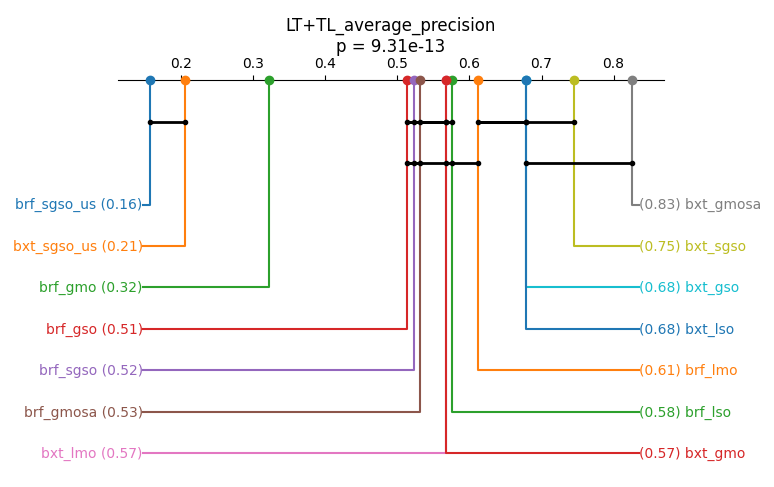 LT+TL_average_precision
p = 9.31e-13
0.2 0.3 0.4 0.5 0.6 0.7 0.8
brf_sgso_us (0.16) (0.83) bxt_gmosa
bxt_sgso_us (0.21) (0.75) bxt_sgso
brf_gmo (0.32) (0.68) bxt_gso
brf_gso (0.51) (0.68) bxt_lso
brf_sgso (0.52) (0.61) brf_lmo
brf_gmosa (0.53) (0.58) brf_lso
bxt_lmo (0.57) (0.57) bxt_gmo